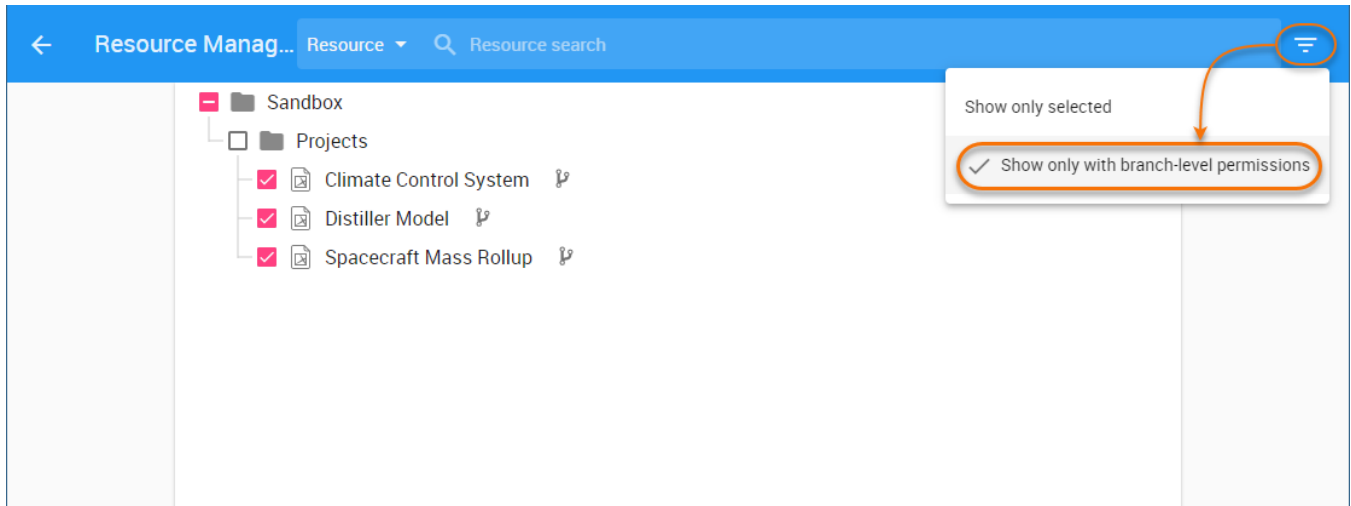 Resource Manag... Resource Resource search
Show only selected
Show only with branch-level permissions
Sandbox
Projects
Climate Control System
Distiller Model
Spacecraft Mass Rollup